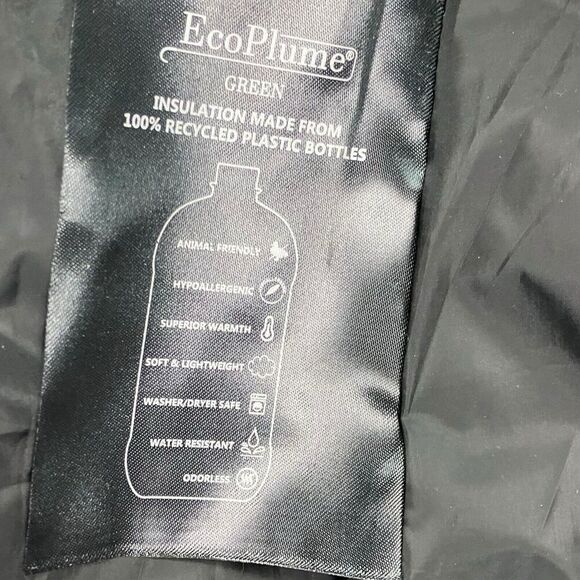 EcoPlume®
GREEN
INSULATION MADE FROM
100% RECYCLED PLASTIC BOTTLES
ANIMAL FRIENDLY
HYPOALLERGENIC
SUPERIOR WARMTH
SOFT & LIGHTWEIGHT
WASHER/DRYER SAFE
WATER RESISTANT
ODORLESS